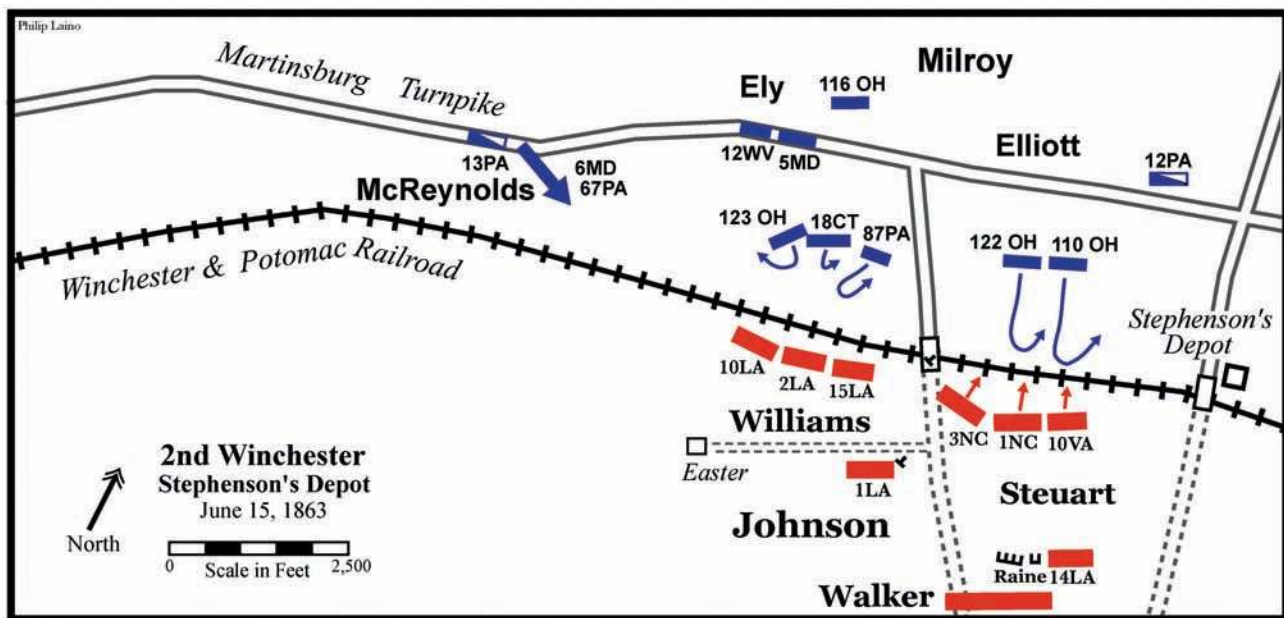 Philip Laino
Martinsburg Turnpike
Milroy
Ely
116 OH
12WV
5MD
Elliott
12PA
13PA
6MD
67PA
McReynolds
123 OH
18CT
87PA
122 OH
110 OH
Winchester & Potomac Railroad
Stephenson's
Depot
10LA
2LA
15LA
3NC
1NC
10VA
Williams
Easter
1LA
Steuart
Johnson
2nd Winchester
Stephenson's Depot
June 15, 1863
North
0
2,500
Scale in Feet
Raine
14LA
Walker